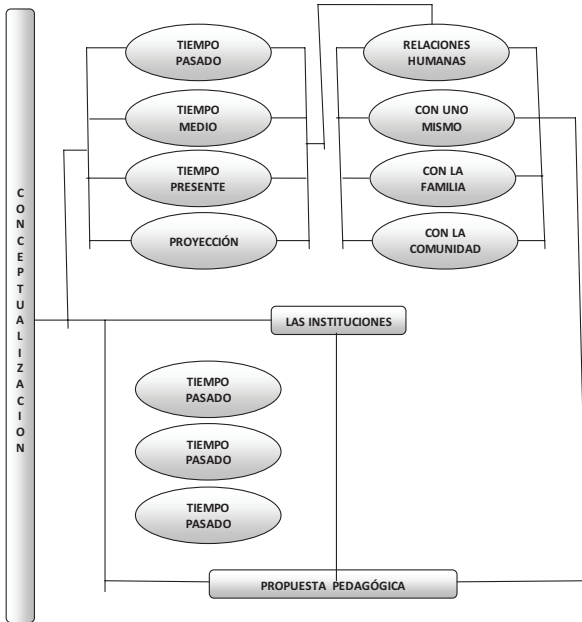 CONCEPTUALIZACION
TIEMPO
PASADO
TIEMPO
MEDIO
TIEMPO
PRESENTE
PROYECCIÓN
RELACIONES
HUMANAS
CON UNO
MISMO
CON LA
FAMILIA
CON LA
COMUNIDAD
LAS INSTITUCIONES
TIEMPO
PASADO
TIEMPO
PASADO
TIEMPO
PASADO
PROPUESTA PEDAGÓGICA